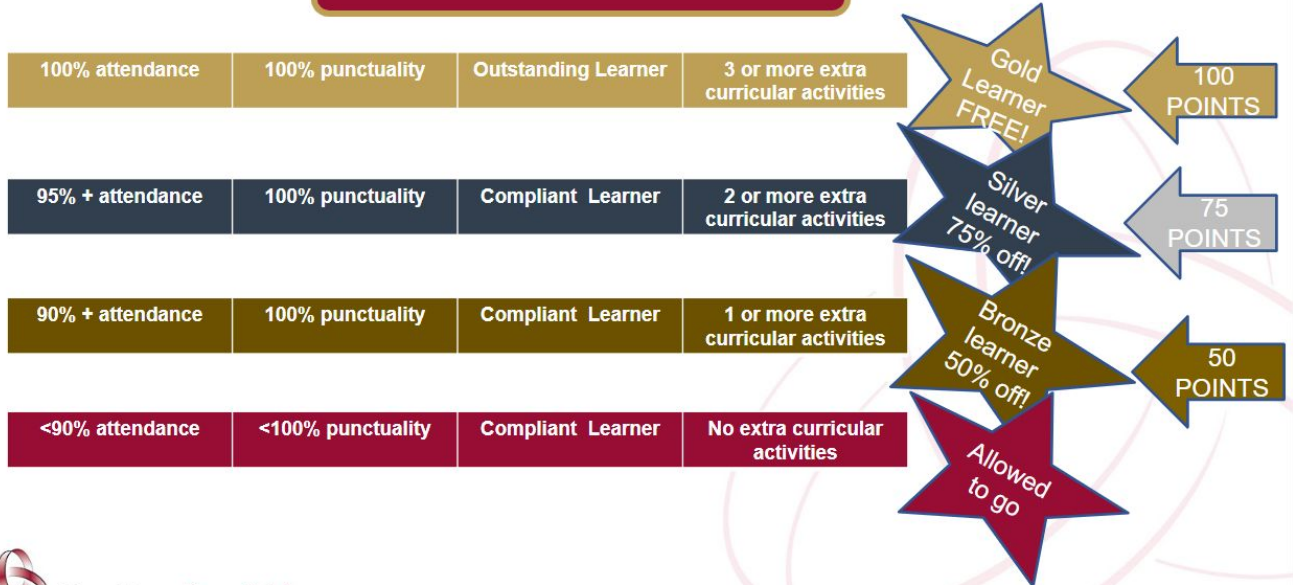 100% attendance
100% punctuality
Outstanding Learner
3 or more extra
curricular activities
Gold
Learner
FREE!
100
POINTS
95% + attendance
100% punctuality
Compliant  Learner
2 or more extra
curricular activities
Silver
learner
75% off!
75
POINTS
90% + attendance
100% punctuality
Compliant  Learner
1 or more extra
curricular activities
Bronze
learner
50% off!
50
POINTS
<90% attendance
<100% punctuality
Compliant  Learner
No extra curricular
activities
Allowed
to go